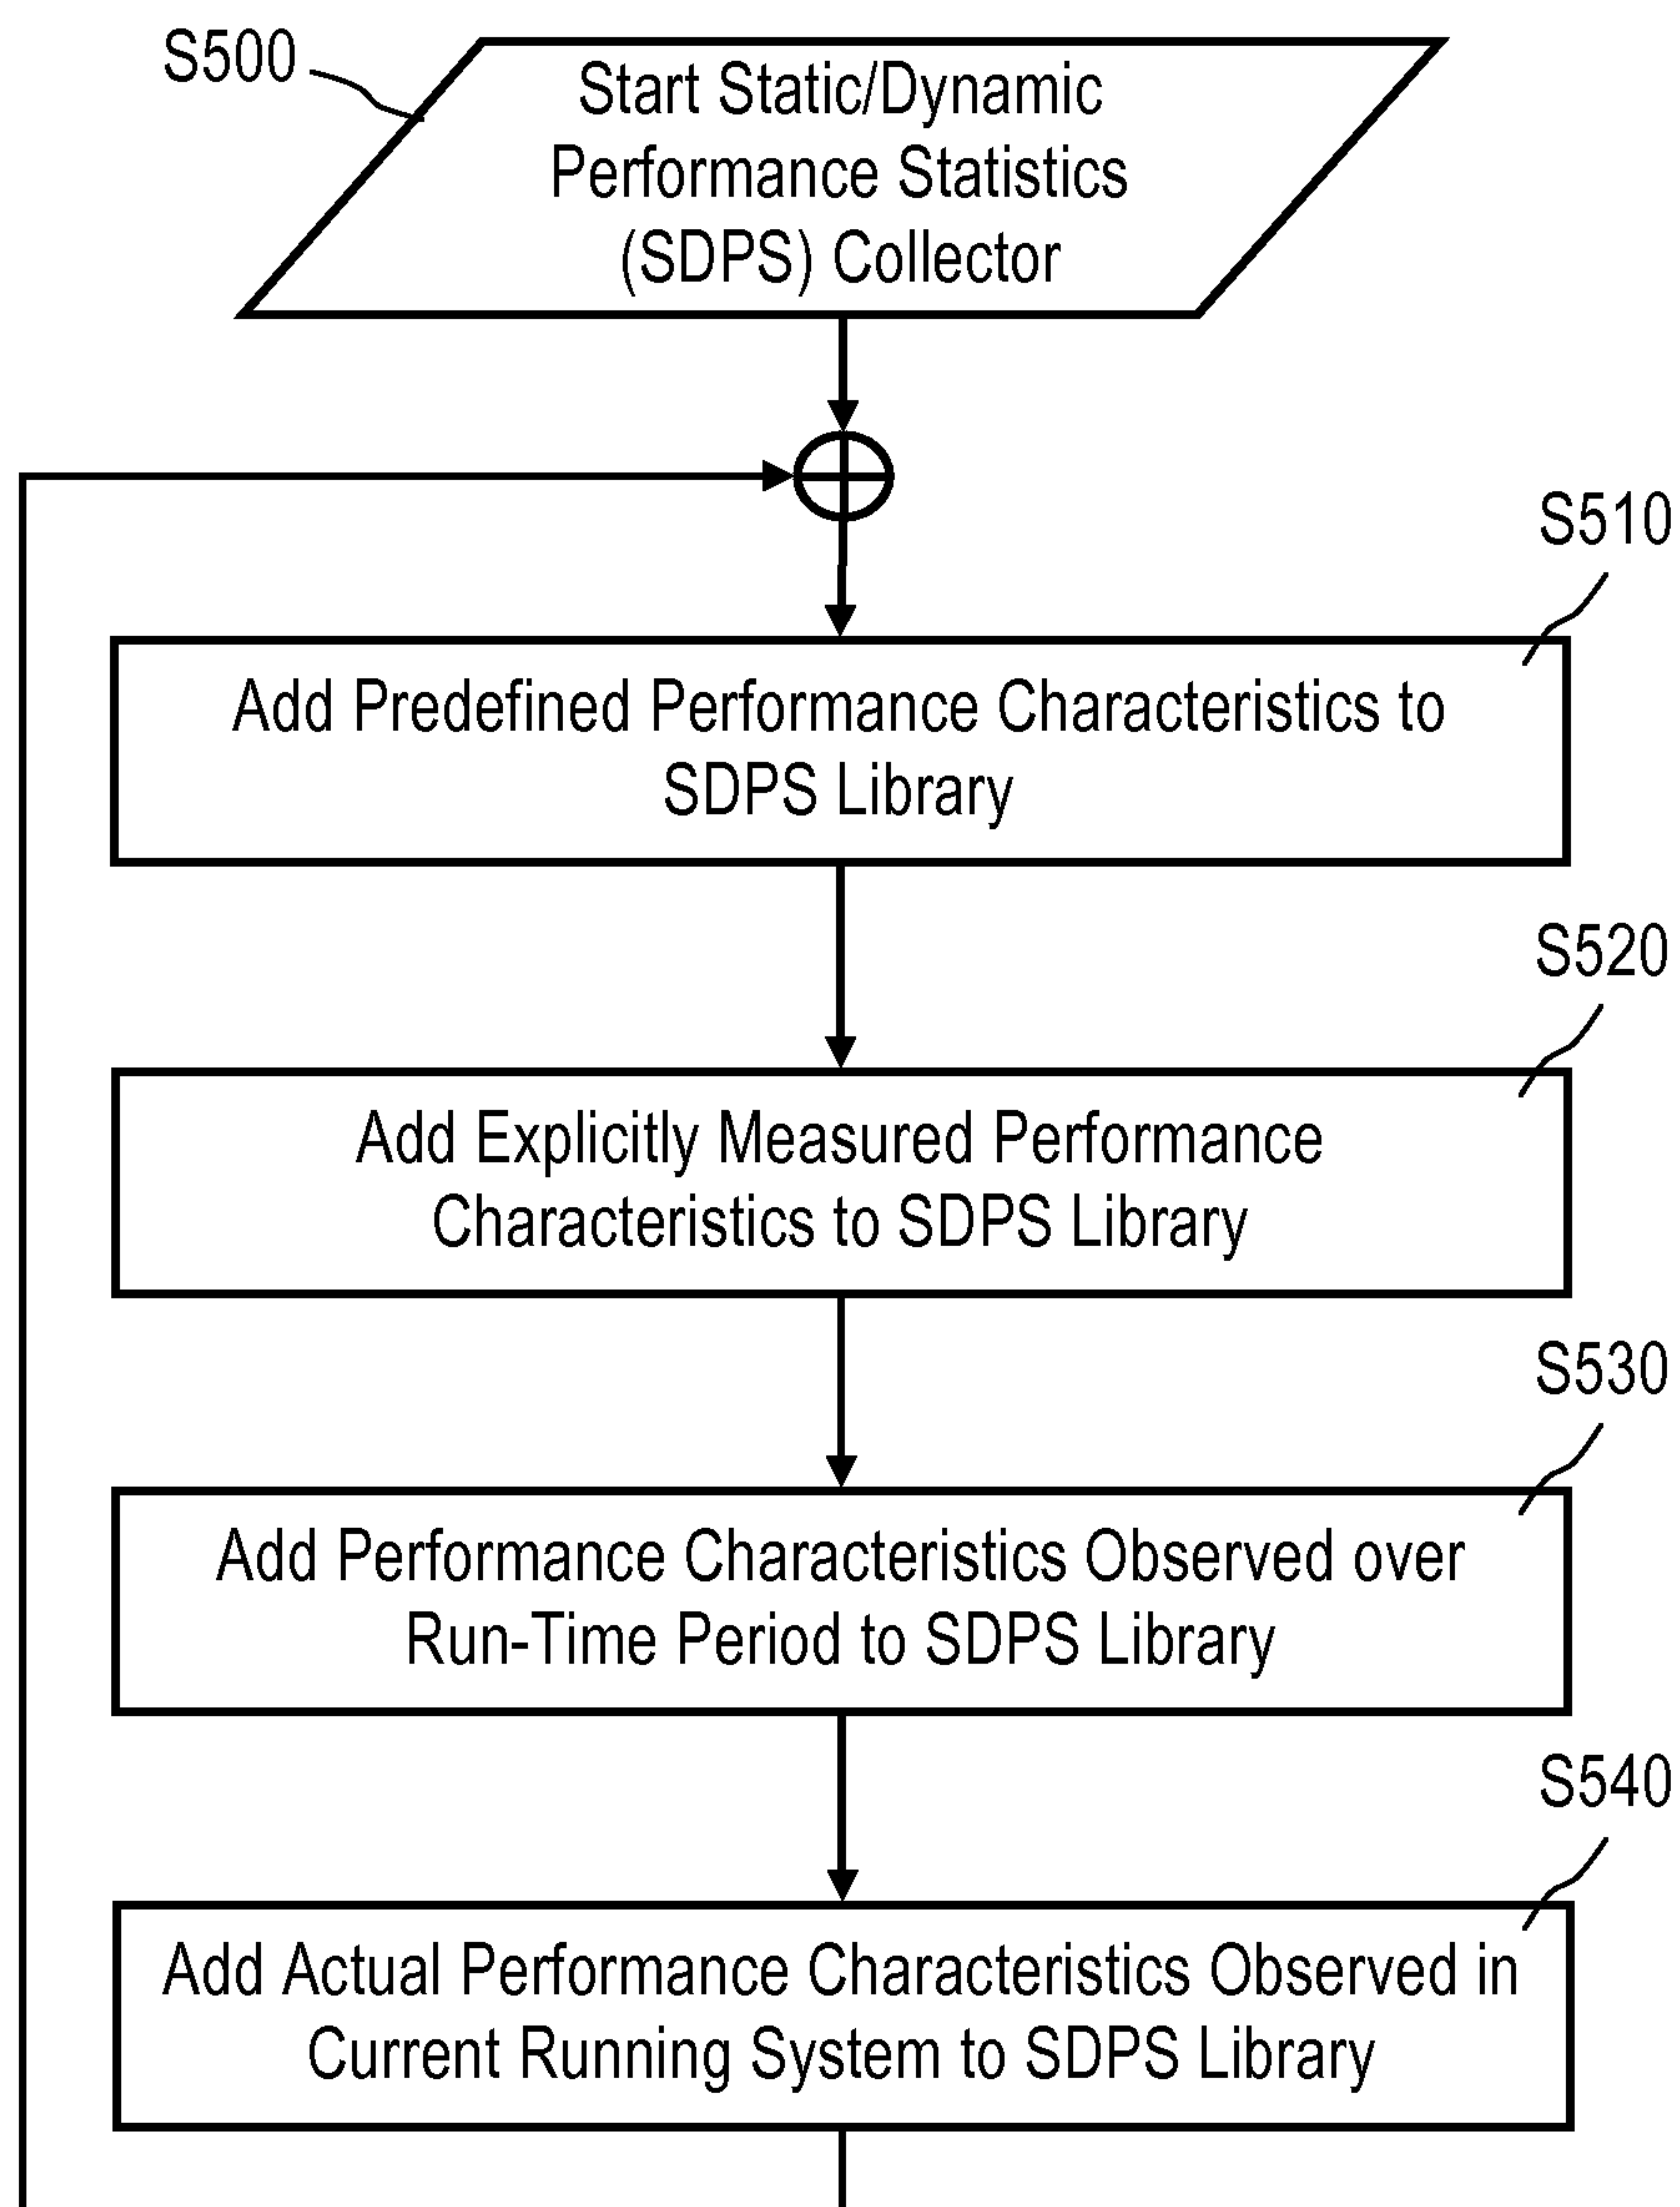 S500
Start Static/Dynamic
Performance Statistics
(SDPS) Collector
S510
Add Predefined Performance Characteristics to
SDPS Library
S520
Add Explicitly Measured Performance
Characteristics to SDPS Library
S530
Add Performance Characteristics Observed over
Run-Time Period to SDPS Library
S540
Add Actual Performance Characteristics Observed in
Current Running System to SDPS Library